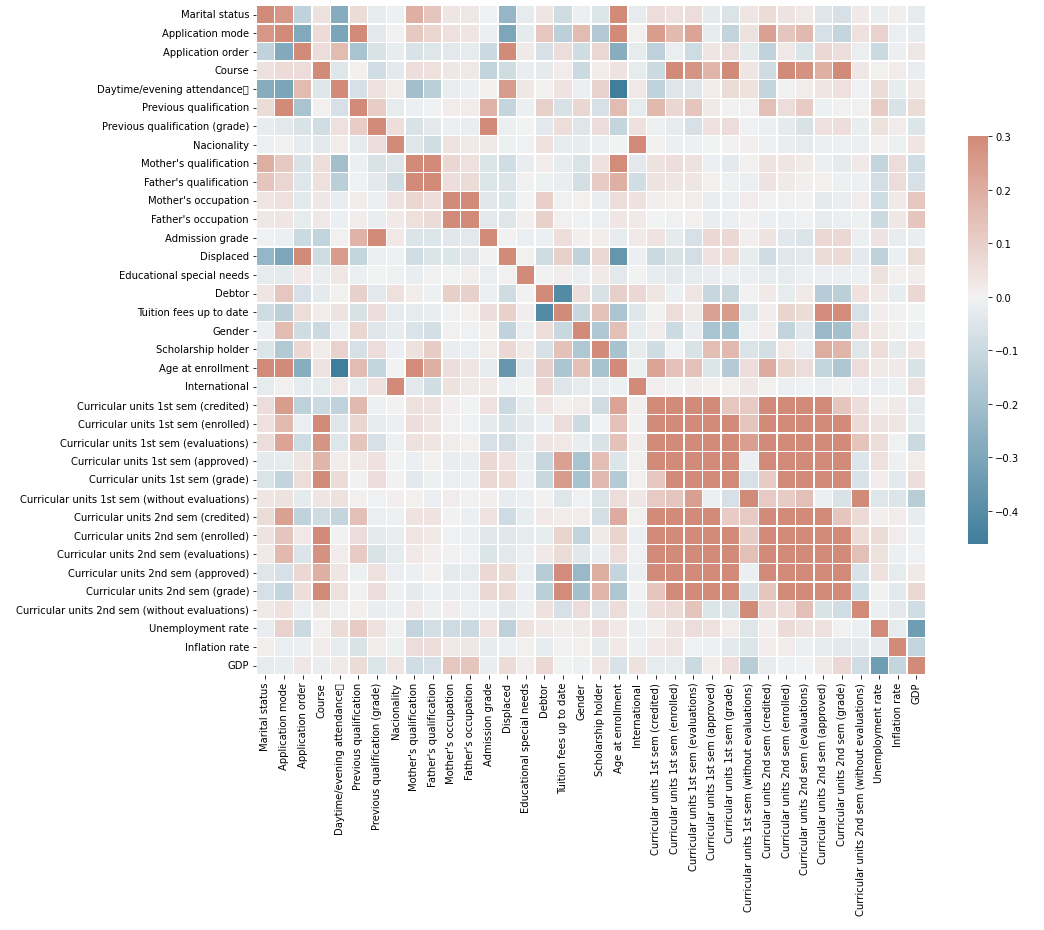 Marital status
Application mode
Application order
Course
Daytime/evening attendance▯
Previous qualification
Previous qualification (grade)
Nacionality
Mother's qualification
Father's qualification
Mother's occupation
Father's occupation
Admission grade
Displaced
Educational special needs
Debtor
Tuition fees up to date
Gender
Scholarship holder
Age at enrollment
International
Curricular units 1st sem (credited)
Curricular units 1st sem (enrolled)
Curricular units 1st sem (evaluations)
Curricular units 1st sem (approved)
Curricular units 1st sem (grade)
Curricular units 1st sem (without evaluations)
Curricular units 2nd sem (credited)
Curricular units 2nd sem (enrolled)
Curricular units 2nd sem (evaluations)
Curricular units 2nd sem (approved)
Curricular units 2nd sem (grade)
Curricular units 2nd sem (without evaluations)
Unemployment rate
Inflation rate
GDP
Marital status
Application mode
Application order
Course
Daytime/evening attendance▯
Previous qualification
Previous qualification (grade)
Nacionality
Mother's qualification
Father's qualification
Mother's occupation
Father's occupation
Admission grade
Displaced
Educational special needs
Debtor
Tuition fees up to date
Gender
Scholarship holder
Age at enrollment
International
Curricular units 1st sem (credited)
Curricular units 1st sem (enrolled)
Curricular units 1st sem (evaluations)
Curricular units 1st sem (approved)
Curricular units 1st sem (grade)
Curricular units 1st sem (without evaluations)
Curricular units 2nd sem (credited)
Curricular units 2nd sem (enrolled)
Curricular units 2nd sem (evaluations)
Curricular units 2nd sem (approved)
Curricular units 2nd sem (grade)
Curricular units 2nd sem (without evaluations)
Unemployment rate
Inflation rate
GDP
0.3
0.2
0.1
0.0
−0.1
−0.2
−0.3
−0.4